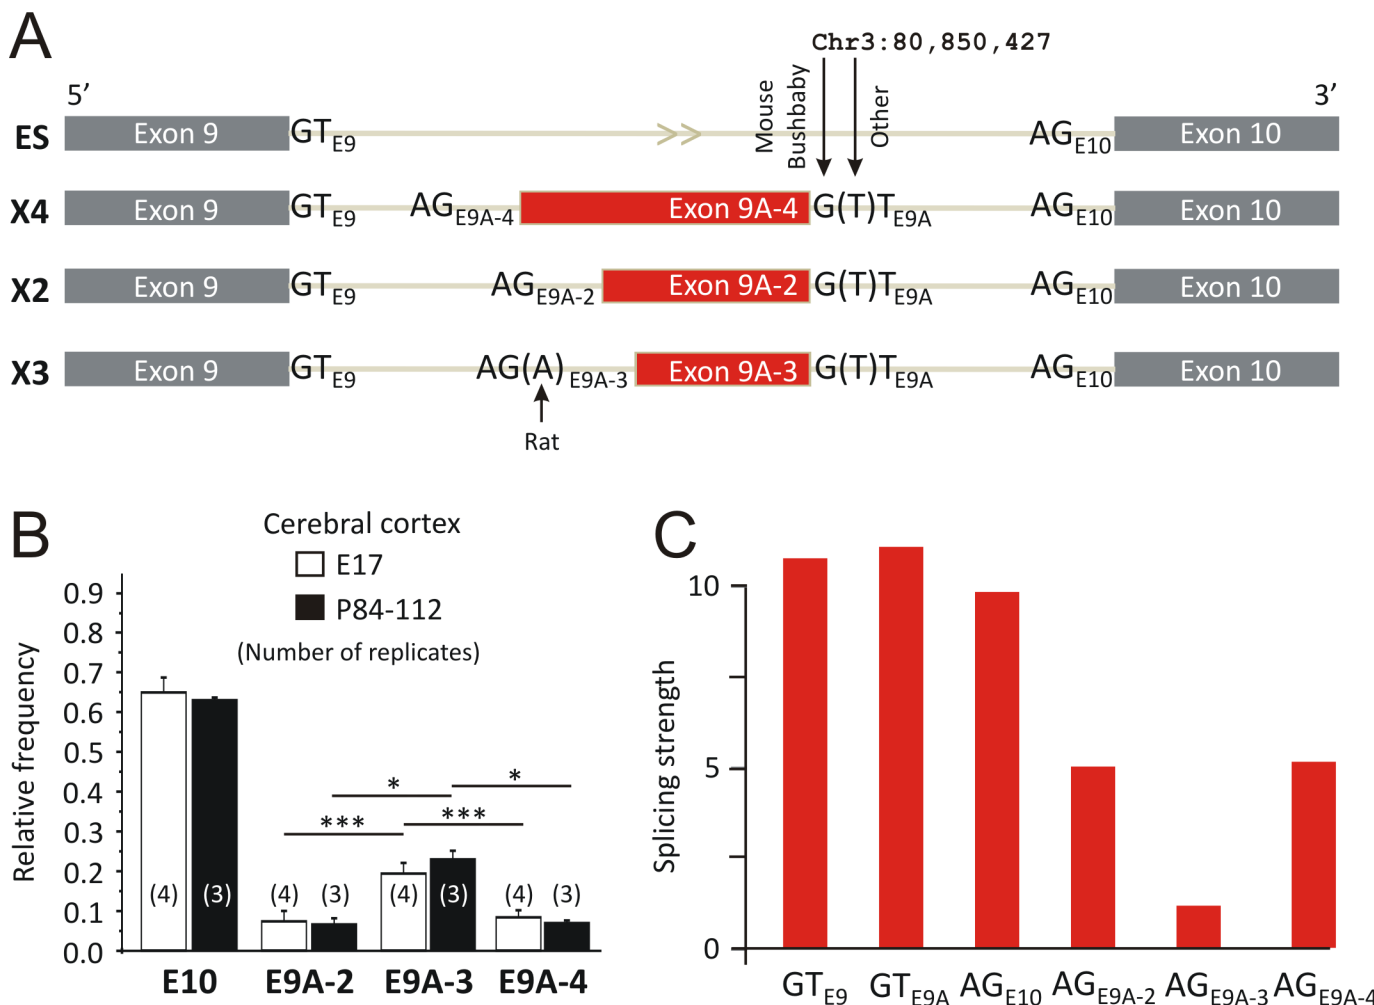 A
Chr3:80,850,427
5’
3’
Mouse
Bushbaby
Other
ES Exon 9 GTE9 >> AGE10 Exon 10
X4 Exon 9 GTE9 AGE9A-4 Exon 9A-4 G(T)TE9A AGE10 Exon 10
X2 Exon 9 GTE9 AGE9A-2 Exon 9A-2 G(T)TE9A AGE10 Exon 10
X3 Exon 9 GTE9 AG(A)E9A-3 Exon 9A-3 G(T)TE9A AGE10 Exon 10
Rat
B
Cerebral cortex
E17
P84-112
(Number of replicates)
Relative frequency
0.9
0.8
0.7
0.6
0.5
0.4
0.3
0.2
0.1
0.0
* *
*** ***
(4) (3) (4) (3) (4) (3) (4) (3)
E10 E9A-2 E9A-3 E9A-4
C
Splicing strength
10
5
0
GTE9 GTE9A AGE10 AGE9A-2 AGE9A-3 AGE9A-4